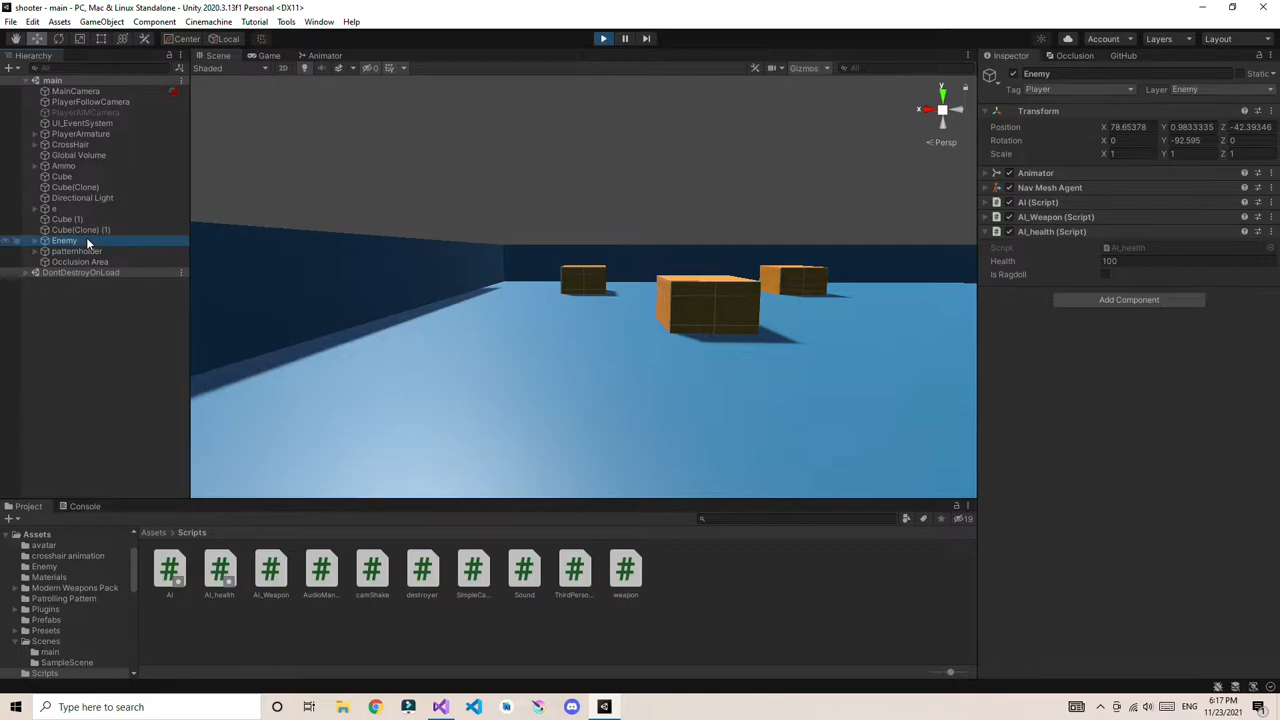 shooter - main - PC, Mac & Linux Standalone - Unity 2020.3.13f1 Personal <DX11>
File Edit Assets GameObject Component Cinemachine Tutorial Tools Window Help
Center Local
Account Layers Layout
Hierarchy
Scene Game Animator
Inspector Occlusion GitHub
All
Shaded 2D 0 Gizmos All
Enemy Static
Tag Player Layer Enemy
main
MainCamera
PlayerFollowCamera
PlayerAIMCamera
UI_EventSystem
PlayerArmature
CrossHair
Global Volume
Ammo
Cube
Cube(Clone)
Directional Light
e
Cube (1)
Cube(Clone) (1)
Enemy
patternholder
Occlusion Area
DontDestroyOnLoad
y
x
Persp
Transform
Position X 78.65378 Y 0.9833335 Z -42.39346
Rotation X 0 Y -92.595 Z 0
Scale X 1 Y 1 Z 1
Animator
Nav Mesh Agent
AI (Script)
AI_Weapon (Script)
AI_health (Script)
Script AI_health
Health 100
Is Ragdoll
Add Component
Project Console
19
Assets
avatar
crosshair animation
Enemy
Materials
Modern Weapons Pack
Patrolling Pattern
Plugins
Prefabs
Presets
Scenes
main
SampleScene
Scripts
Assets > Scripts
AI AI_health AI_Weapon AudioMan... camShake destroyer SimpleCa... Sound ThirdPerso... weapon
Type here to search
ENG
6:17 PM
11/23/2021